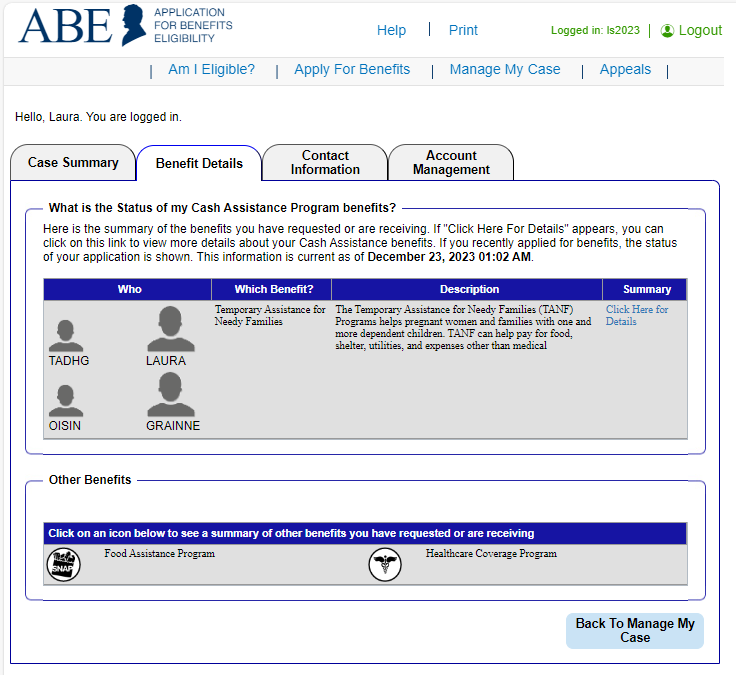 ABE APPLICATION
FOR BENEFITS
ELIGIBILITY
Help | Print
Logged in: ls2023 | Logout
| Am I Eligible? | Apply For Benefits | Manage My Case | Appeals |
Hello, Laura. You are logged in.
Case Summary
Benefit Details
Contact
Information
Account
Management
What is the Status of my Cash Assistance Program benefits?
Here is the summary of the benefits you have requested or are receiving. If "Click Here For Details" appears, you can
click on this link to view more details about your Cash Assistance benefits. If you recently applied for benefits, the status
of your application is shown. This information is current as of December 23, 2023 01:02 AM.
Who Which Benefit? Description Summary
TADHG LAURA
OISIN GRAINNE
Temporary Assistance for
Needy Families
The Temporary Assistance for Needy Families (TANF)
Programs helps pregnant women and families with one and
more dependent children. TANF can help pay for food,
shelter, utilities, and expenses other than medical
Click Here for
Details
Other Benefits
Click on an icon below to see a summary of other benefits you have requested or are receiving
SNAP
Food Assistance Program
Healthcare Coverage Program
Back To Manage My
Case